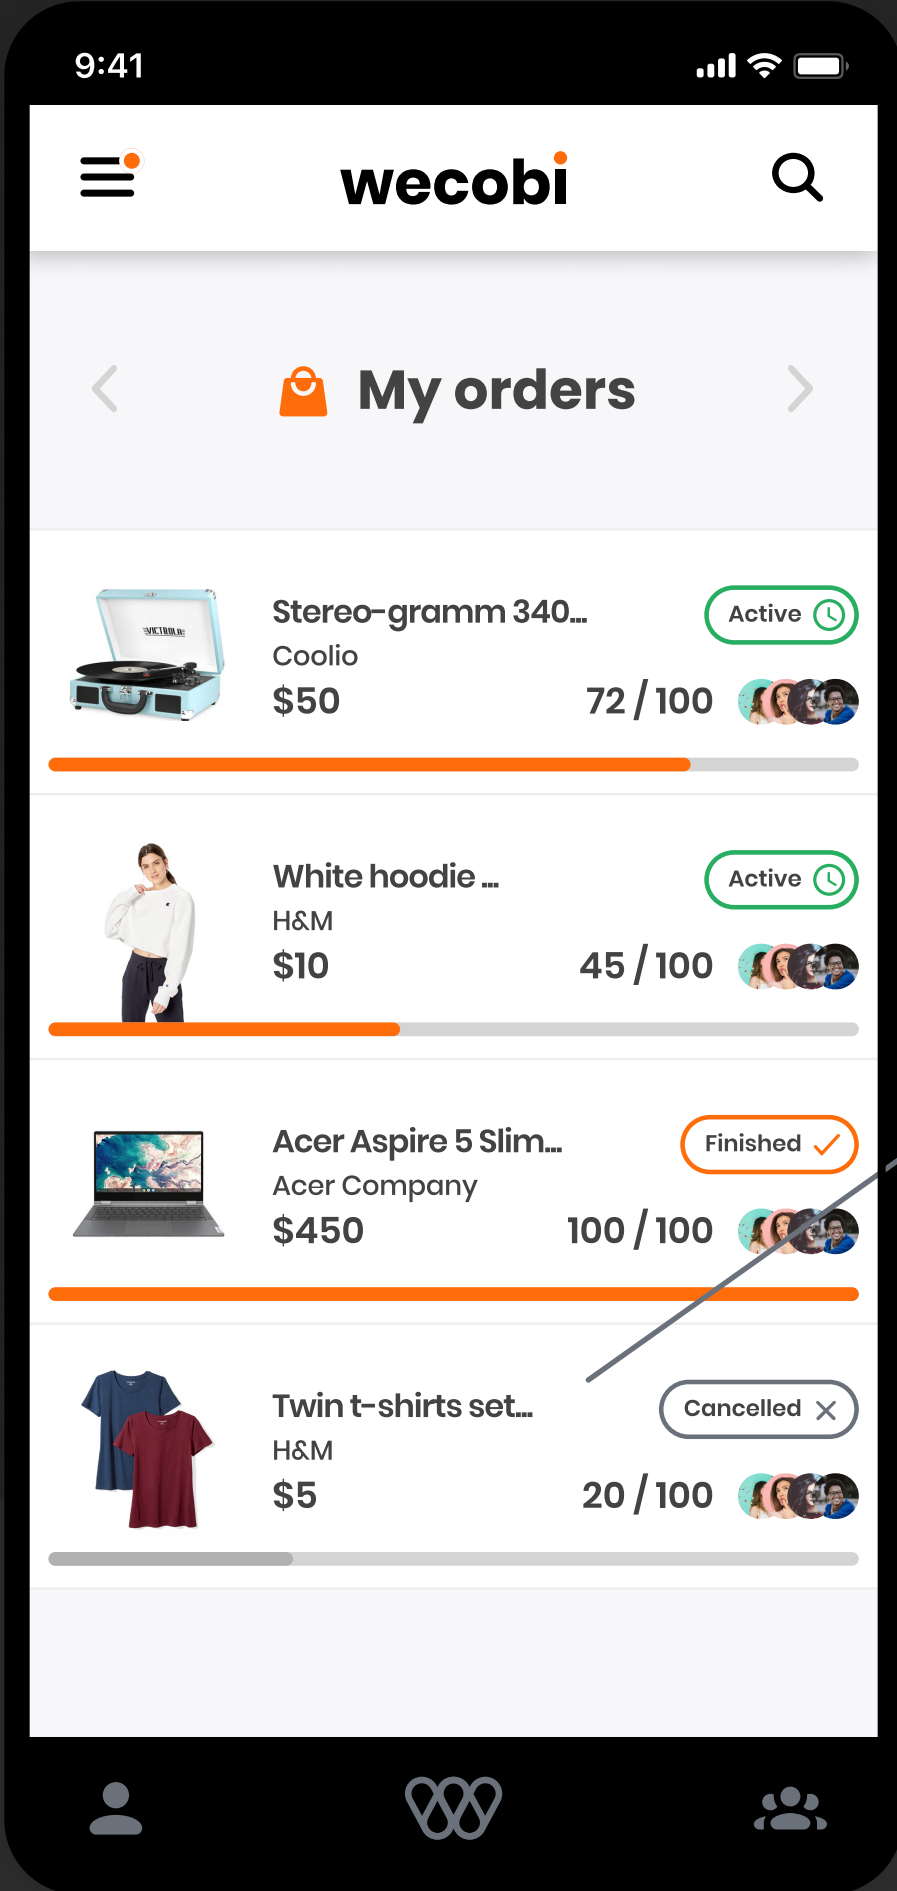 9:41
wecobi
My orders
VICTROLA
Stereo-gramm 340...
Active
Coolio
$50
72 / 100
White hoodie ...
Active
H&M
$10
45 / 100
Acer Aspire 5 Slim...
Finished
Acer Company
$450
100 / 100
Twin t-shirts set...
Cancelled
H&M
$5
20 / 100